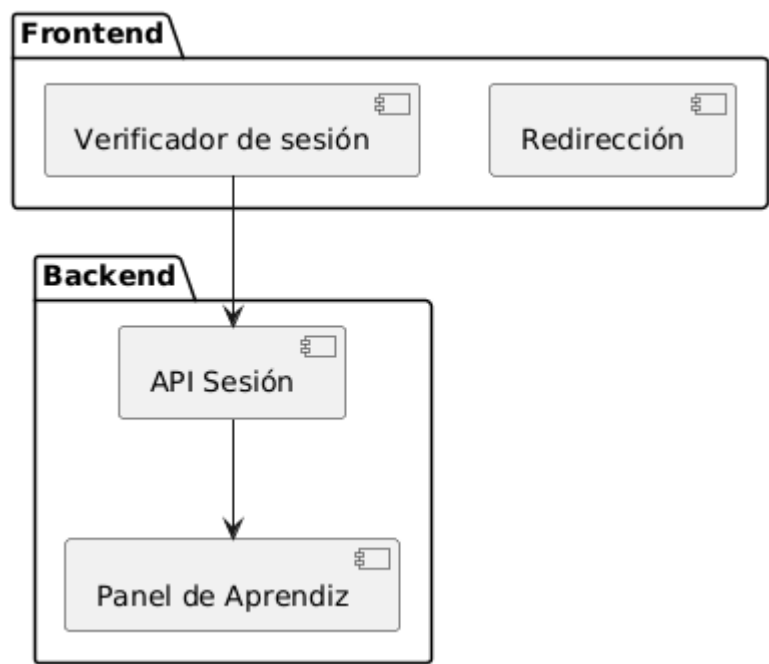 Frontend
Verificador de sesión
Redirección
Backend
API Sesión
Panel de Aprendiz